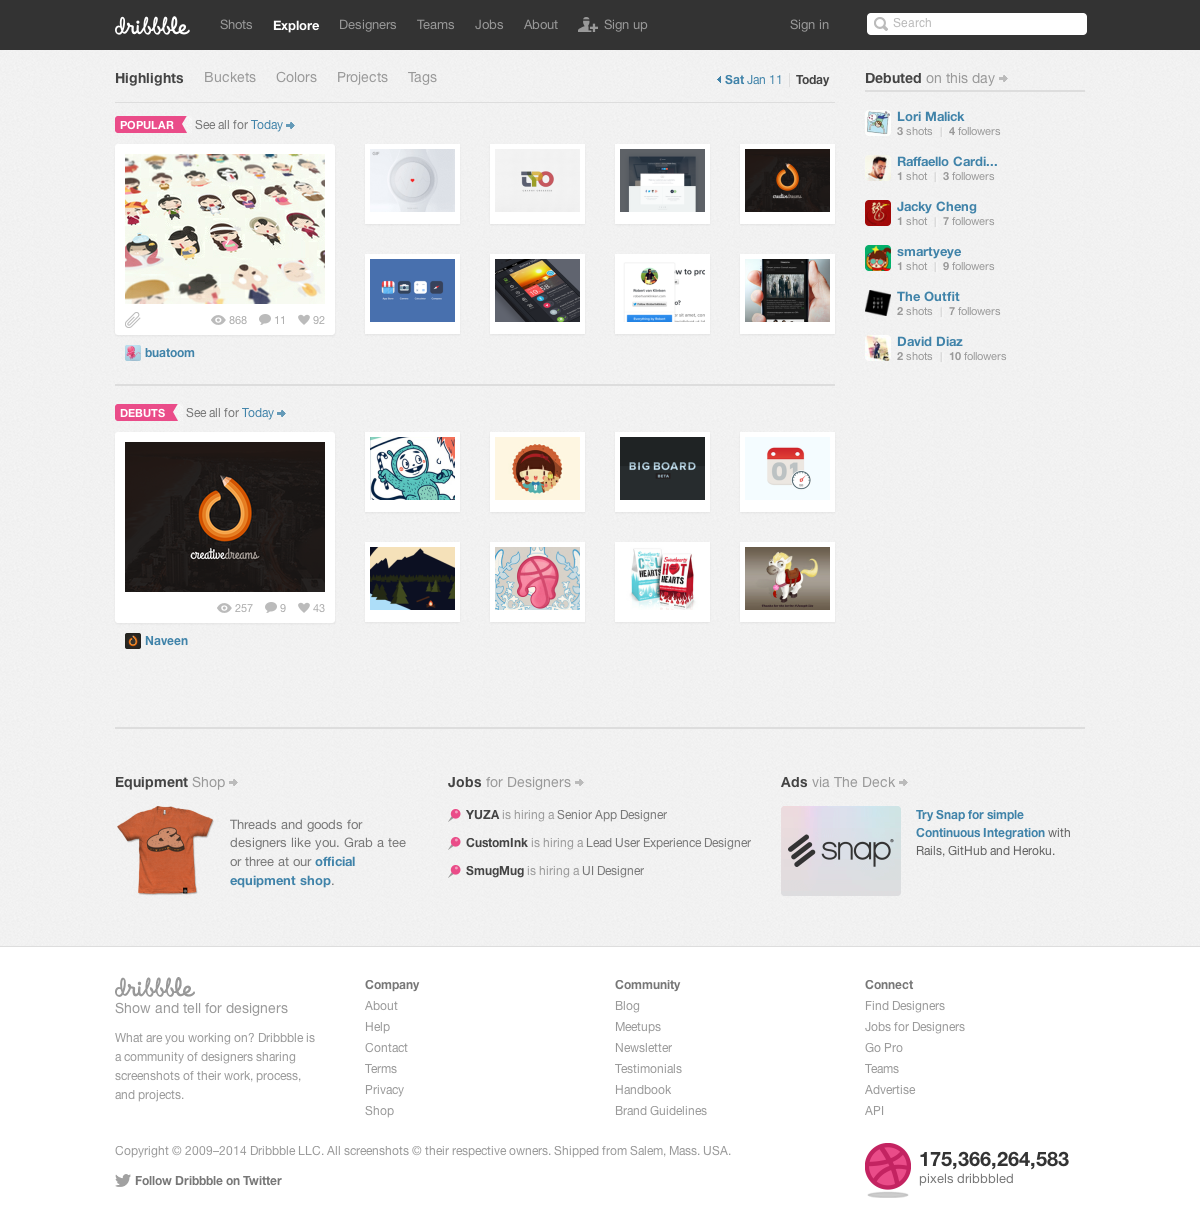 dribbble
Shots Explore Designers Teams Jobs About Sign up Sign in Search
Highlights Buckets Colors Projects Tags
Sat Jan 11 Today
POPULAR See all for Today
868 11 92
buatoom
DEBUTS See all for Today
BIG BOARD
BETA
01
creativedreams
HEARTS
HOT
HEARTS
257 9 43
Naveen
Debuted on this day
Lori Malick
3 shots | 4 followers
Raffaello Cardi...
1 shot | 3 followers
Jacky Cheng
1 shot | 7 followers
smartyeye
1 shot | 9 followers
The Outfit
2 shots | 7 followers
David Diaz
2 shots | 10 followers
Equipment Shop
Threads and goods for
designers like you. Grab a tee
or three at our official
equipment shop.
Jobs for Designers
YUZA is hiring a Senior App Designer
CustomInk is hiring a Lead User Experience Designer
SmugMug is hiring a UI Designer
Ads via The Deck
snap
Try Snap for simple
Continuous Integration with
Rails, GitHub and Heroku.
dribbble
Show and tell for designers
What are you working on? Dribbble is
a community of designers sharing
screenshots of their work, process,
and projects.
Company
About
Help
Contact
Terms
Privacy
Shop
Community
Blog
Meetups
Newsletter
Testimonials
Handbook
Brand Guidelines
Connect
Find Designers
Jobs for Designers
Go Pro
Teams
Advertise
API
Copyright © 2009–2014 Dribbble LLC. All screenshots © their respective owners. Shipped from Salem, Mass. USA.
Follow Dribbble on Twitter
175,366,264,583
pixels dribbbled